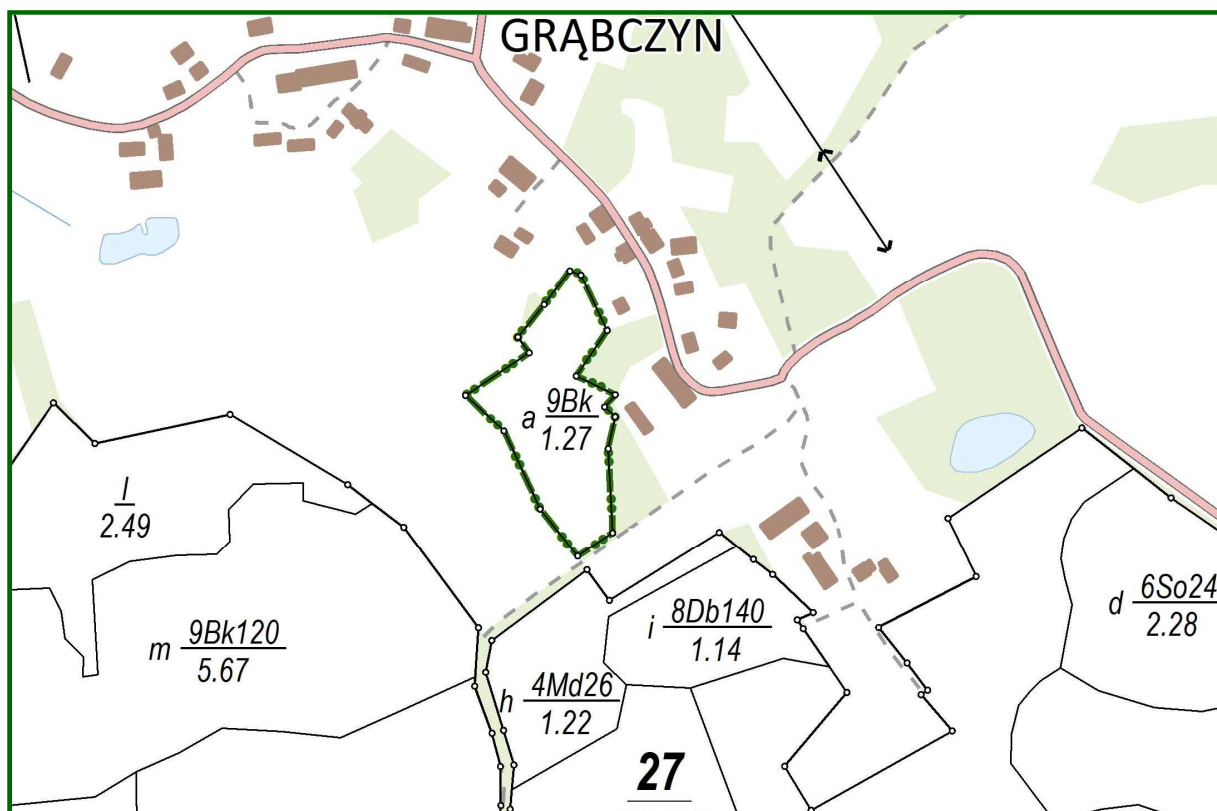 GRĄBCZYN
a 9Bk
1.27
l
2.49
m 9Bk120
5.67
i 8Db140
1.14
h 4Md26
1.22
d 6So24
2.28
27